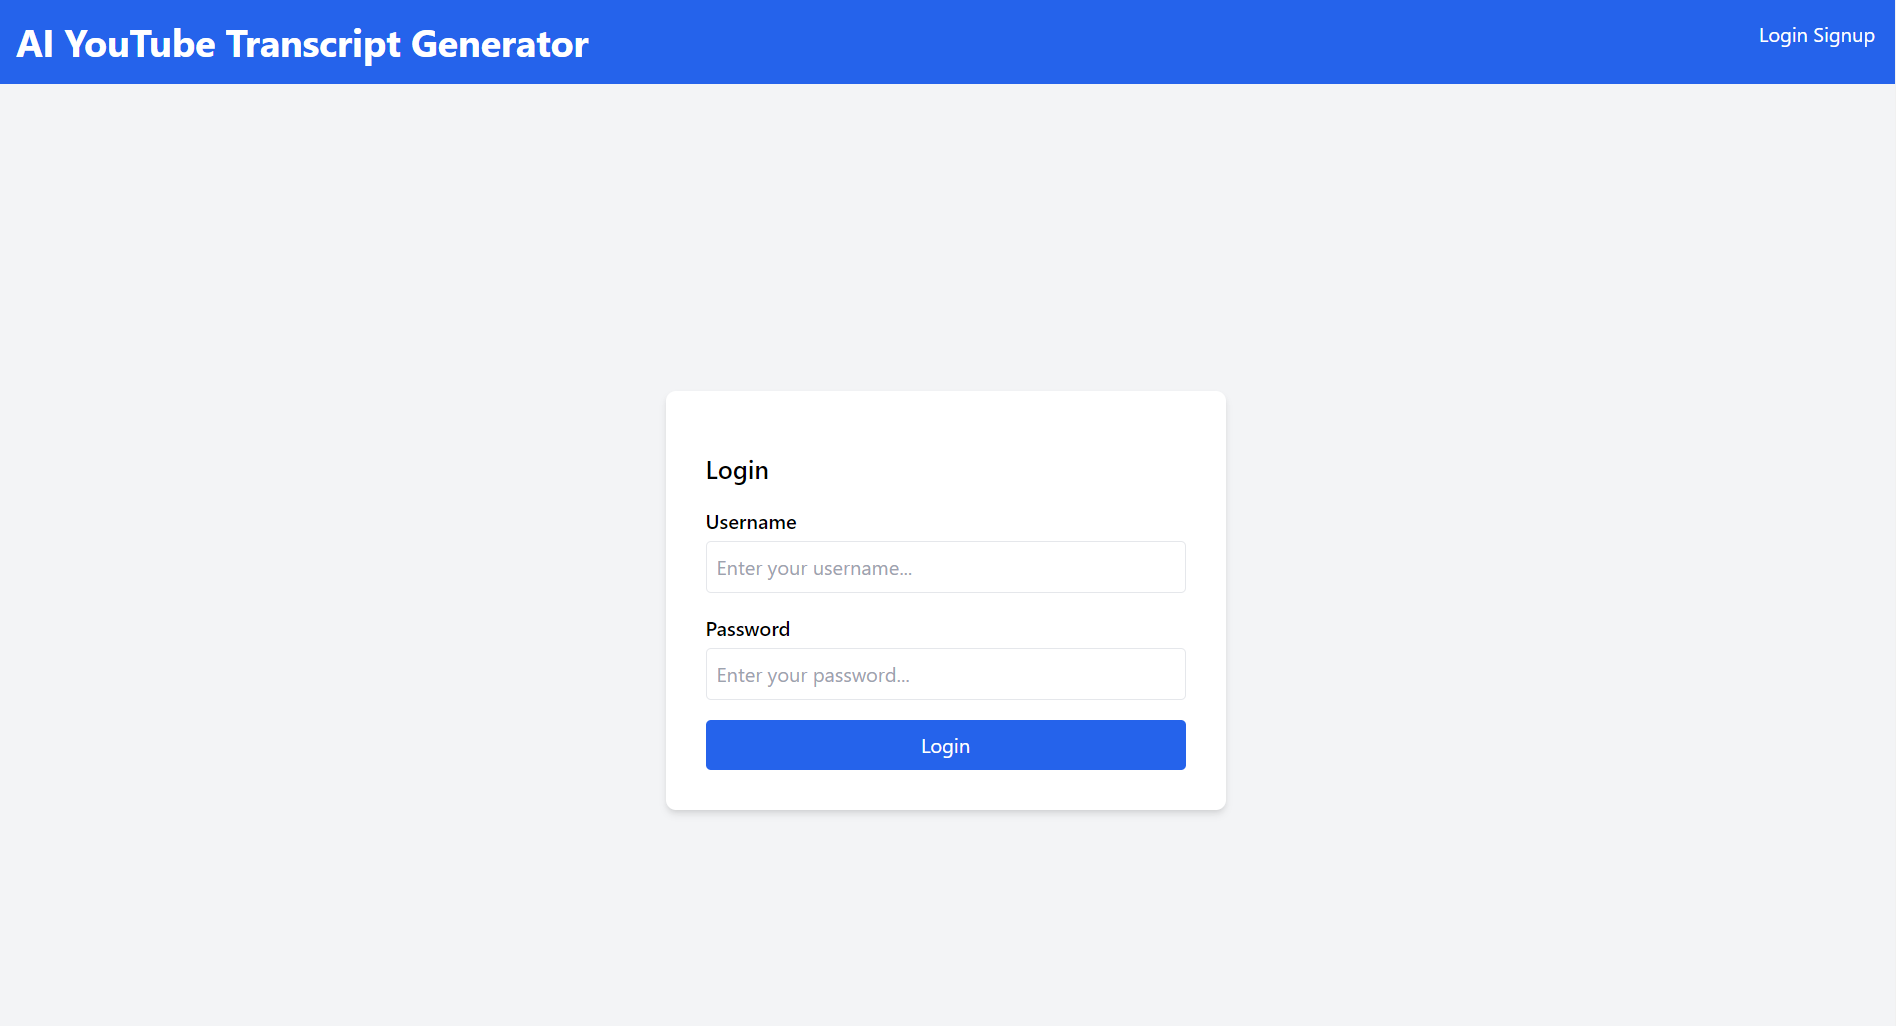 AI YouTube Transcript Generator
Login Signup
Login
Username
Enter your username...
Password
Enter your password...
Login